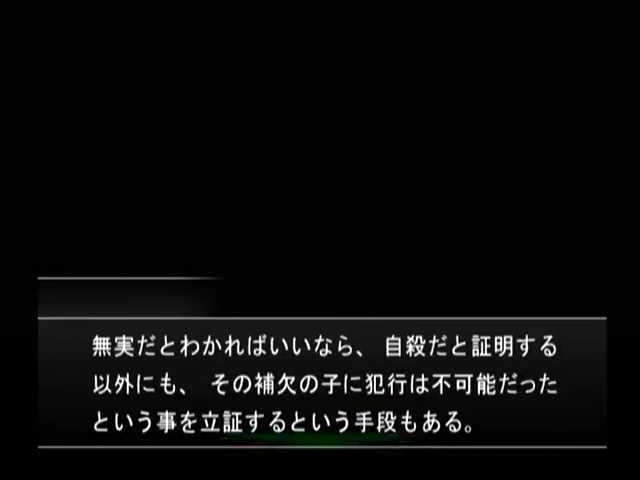 無実だとわかればいいなら、自殺だと証明する
以外にも、その補欠の子に犯行は不可能だった
という事を立証するという手段もある。